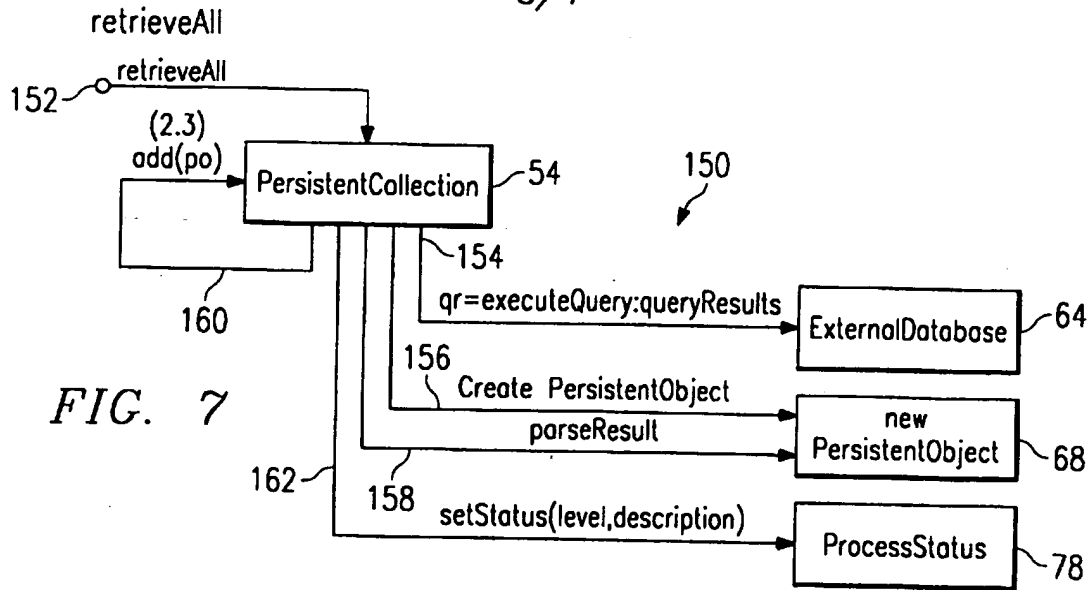 retrieveAll
retrieveAll
152
(2.3)
add(po)
PersistentCollection
54
150
154
160
qr=executeQuery:queryResults
ExternalDatabase
64
156
Create PersistentObject
FIG. 7
parseResult
new
PersistentObject
68
162
158
setStatus(level,description)
ProcessStatus
78